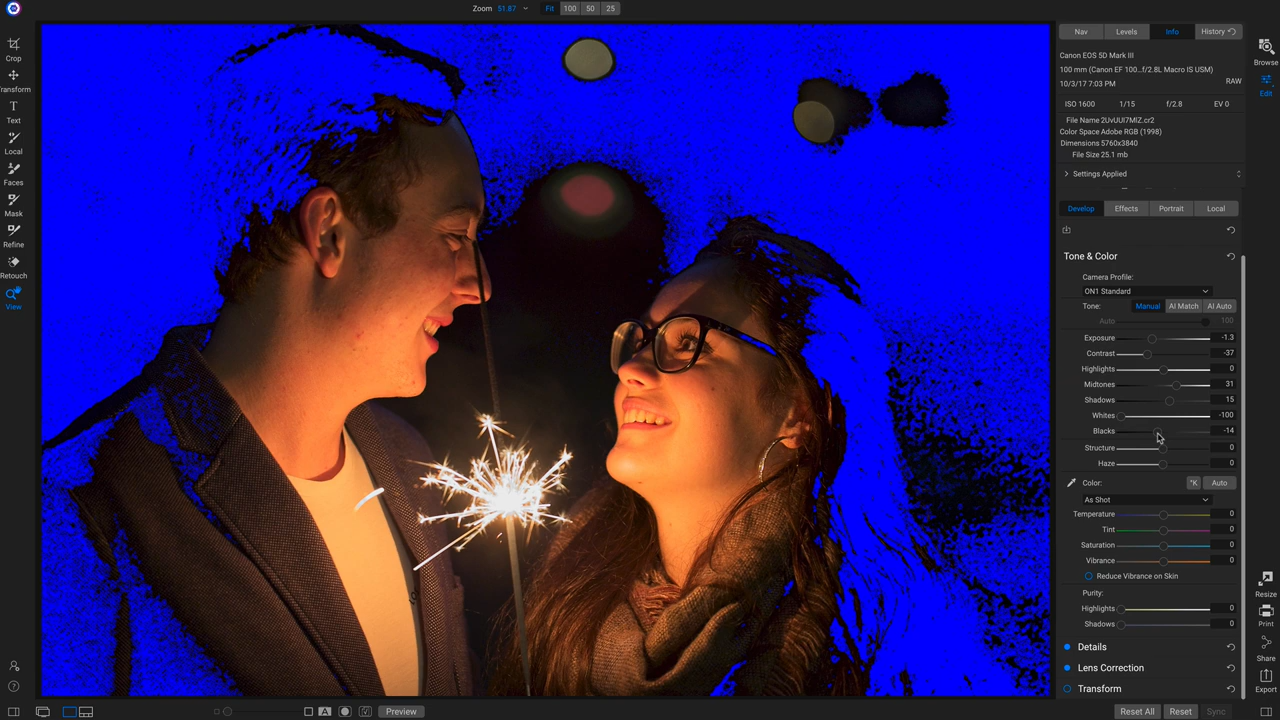 Zoom 51.87 Fit 100 50 25
Crop
Transform
Text
Local
Faces
Mask
Refine
Retouch
View
Nav Levels Info History
Canon EOS 5D Mark III
100 mm (Canon EF 100...f/2.8L Macro IS USM)
10/3/17 7:03 PM
RAW
ISO 1600 1/15 f/2.8 EV 0
File Name 2UvUUI7MIZ.cr2
Color Space Adobe RGB (1998)
Dimensions 5760x3840
File Size 25.1 mb
Settings Applied
Develop Effects Portrait Local
Tone & Color
Camera Profile:
ON1 Standard
Tone: Manual AI Match AI Auto
Auto 100
Exposure -1.3
Contrast -37
Highlights 0
Midtones 31
Shadows 15
Whites -100
Blacks -14
Structure 0
Haze 0
Color: °K Auto
As Shot
Temperature 0
Tint 0
Saturation 0
Vibrance 0
Reduce Vibrance on Skin
Purity:
Highlights 0
Shadows 0
Details
Lens Correction
Transform
Browse
Edit
Resize
Print
Share
Export
A Preview
Reset All Reset Sync